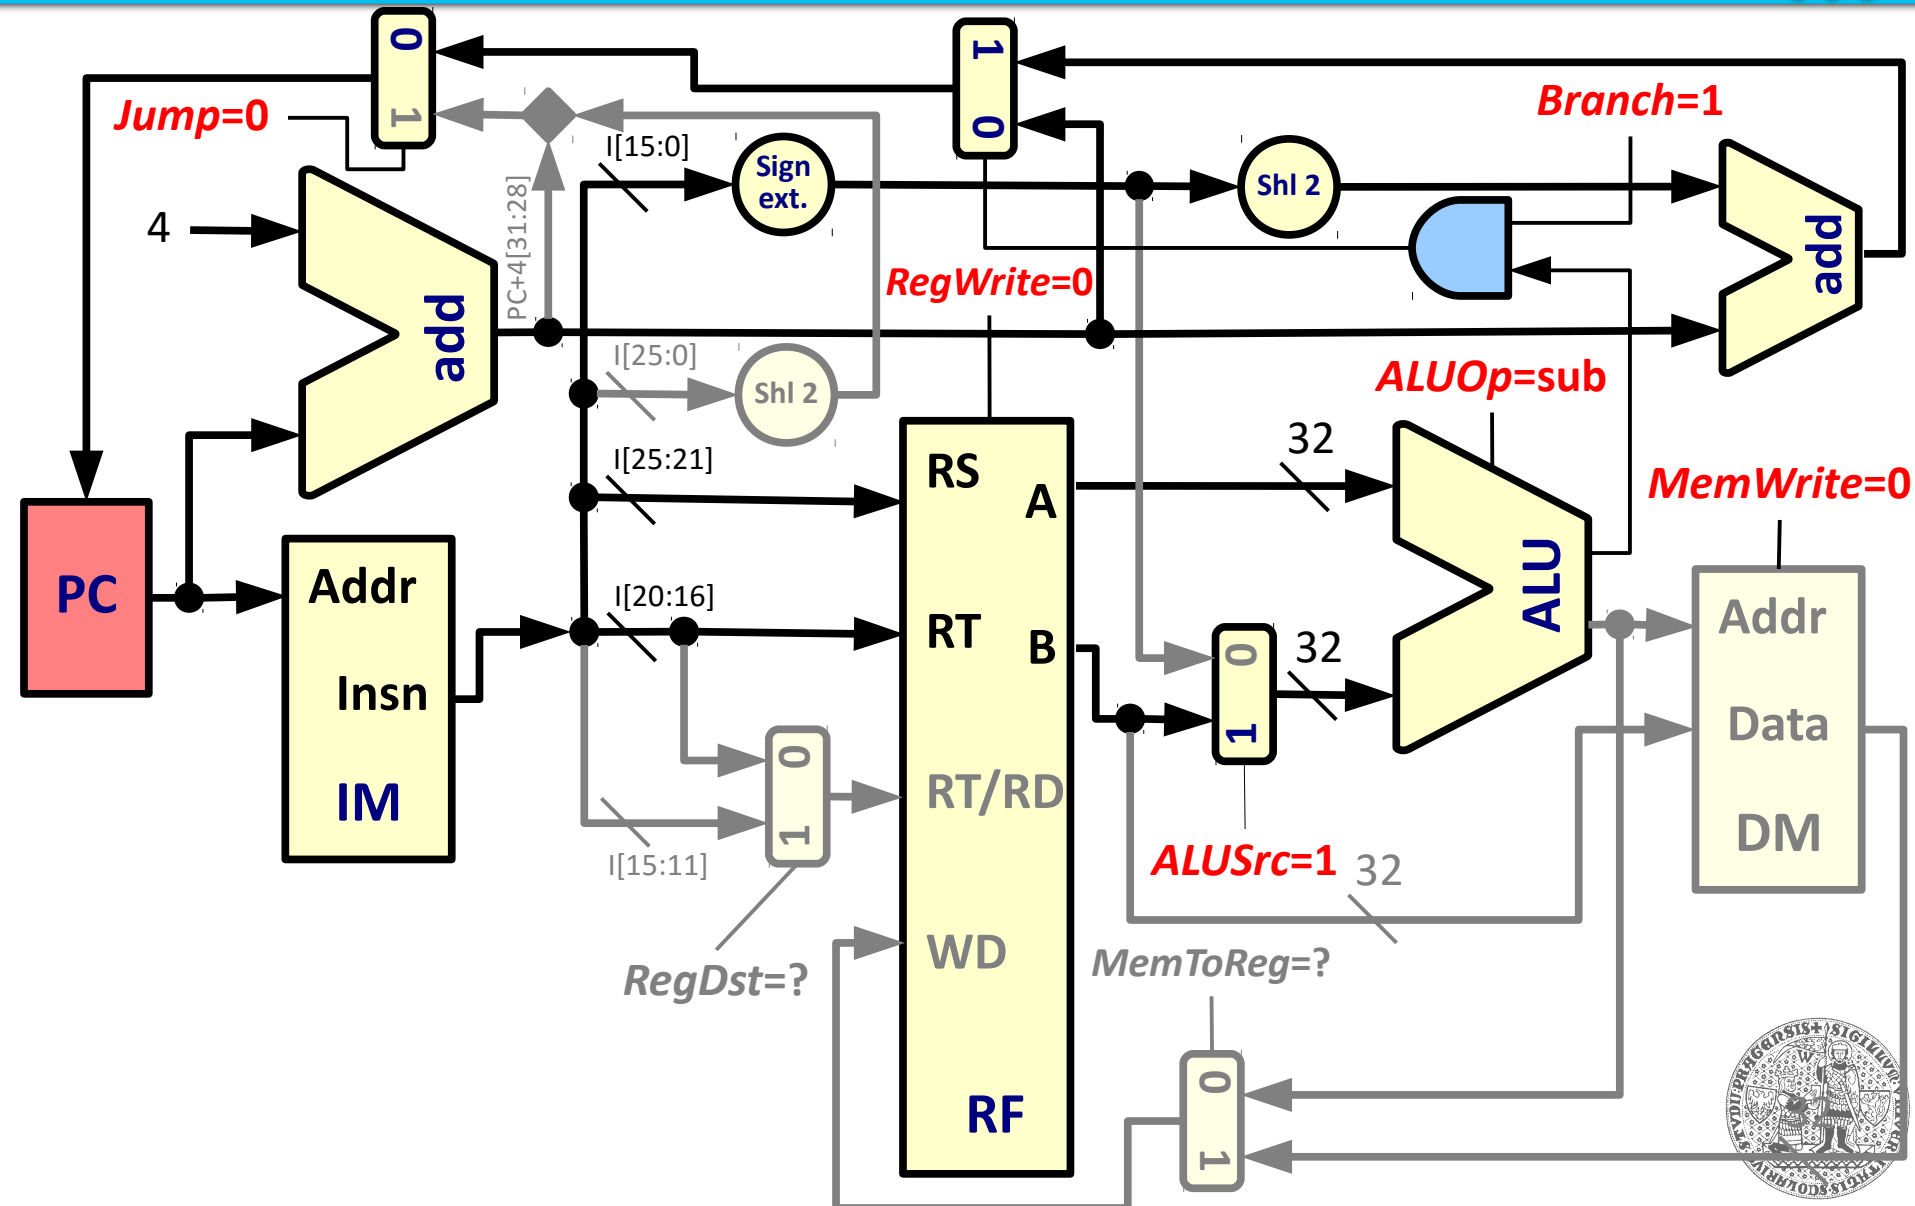 0
1
1
0
Jump=0
Branch=1
I[15:0]
Sign
ext.
Shl 2
4
PC+4[31:28]
add
add
RegWrite=0
I[25:0]
Shl 2
ALUOp=sub
I[25:21]
32
RS
A
MemWrite=0
PC
Addr
Insn
IM
I[20:16]
RT
B
0
1
32
ALU
Addr
Data
DM
0
1
RT/RD
I[15:11]
ALUSrc=1
32
WD
RegDst=?
MemToReg=?
0
1
RF